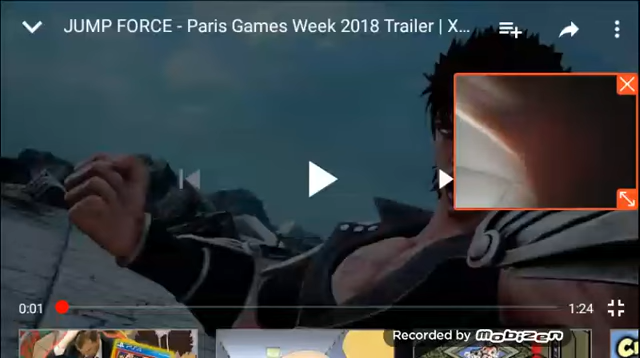 JUMP FORCE - Paris Games Week 2018 Trailer | X...
0:01
1:24
Recorded by MOBIZEN